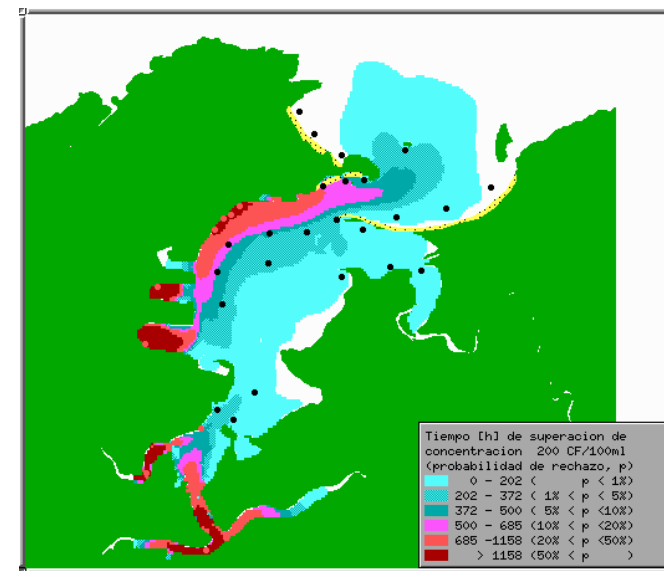 Tiempo [h] de superacion de
concentracion 200 CF/100ml
(probabilidad de rechazo, p)
0 - 202 ( p < 1%)
202 - 372 ( 1% < p < 5%)
372 - 500 ( 5% < p <10%)
500 - 685 (10% < p <20%)
685 -1158 (20% < p <50%)
> 1158 (50% < p )